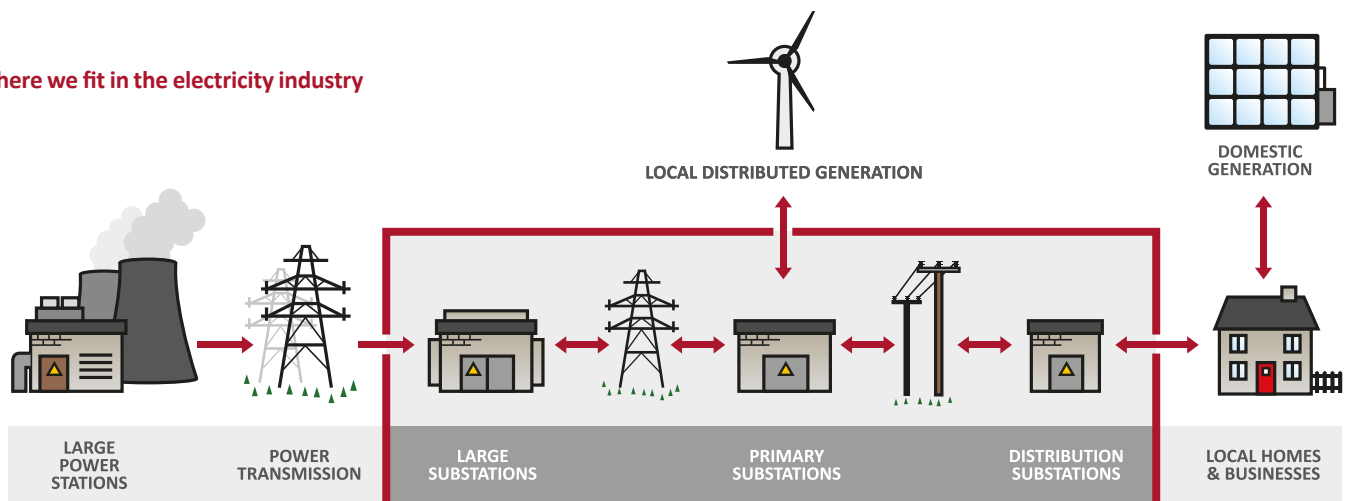 here we fit in the electricity industry
LOCAL DISTRIBUTED GENERATION
DOMESTIC
GENERATION
LARGE
POWER
STATIONS
POWER
TRANSMISSION
LARGE
SUBSTATIONS
PRIMARY
SUBSTATIONS
DISTRIBUTION
SUBSTATIONS
LOCAL HOMES
& BUSINESSES